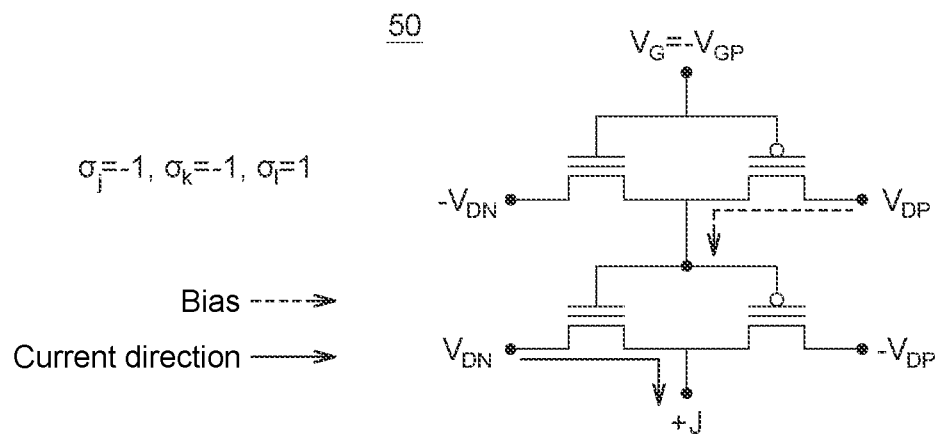 50
V_G=-V_GP
σ_j=-1, σ_k=-1, σ_l=1
-V_DN
V_DP
Bias
Current direction
V_DN
-V_DP
+J